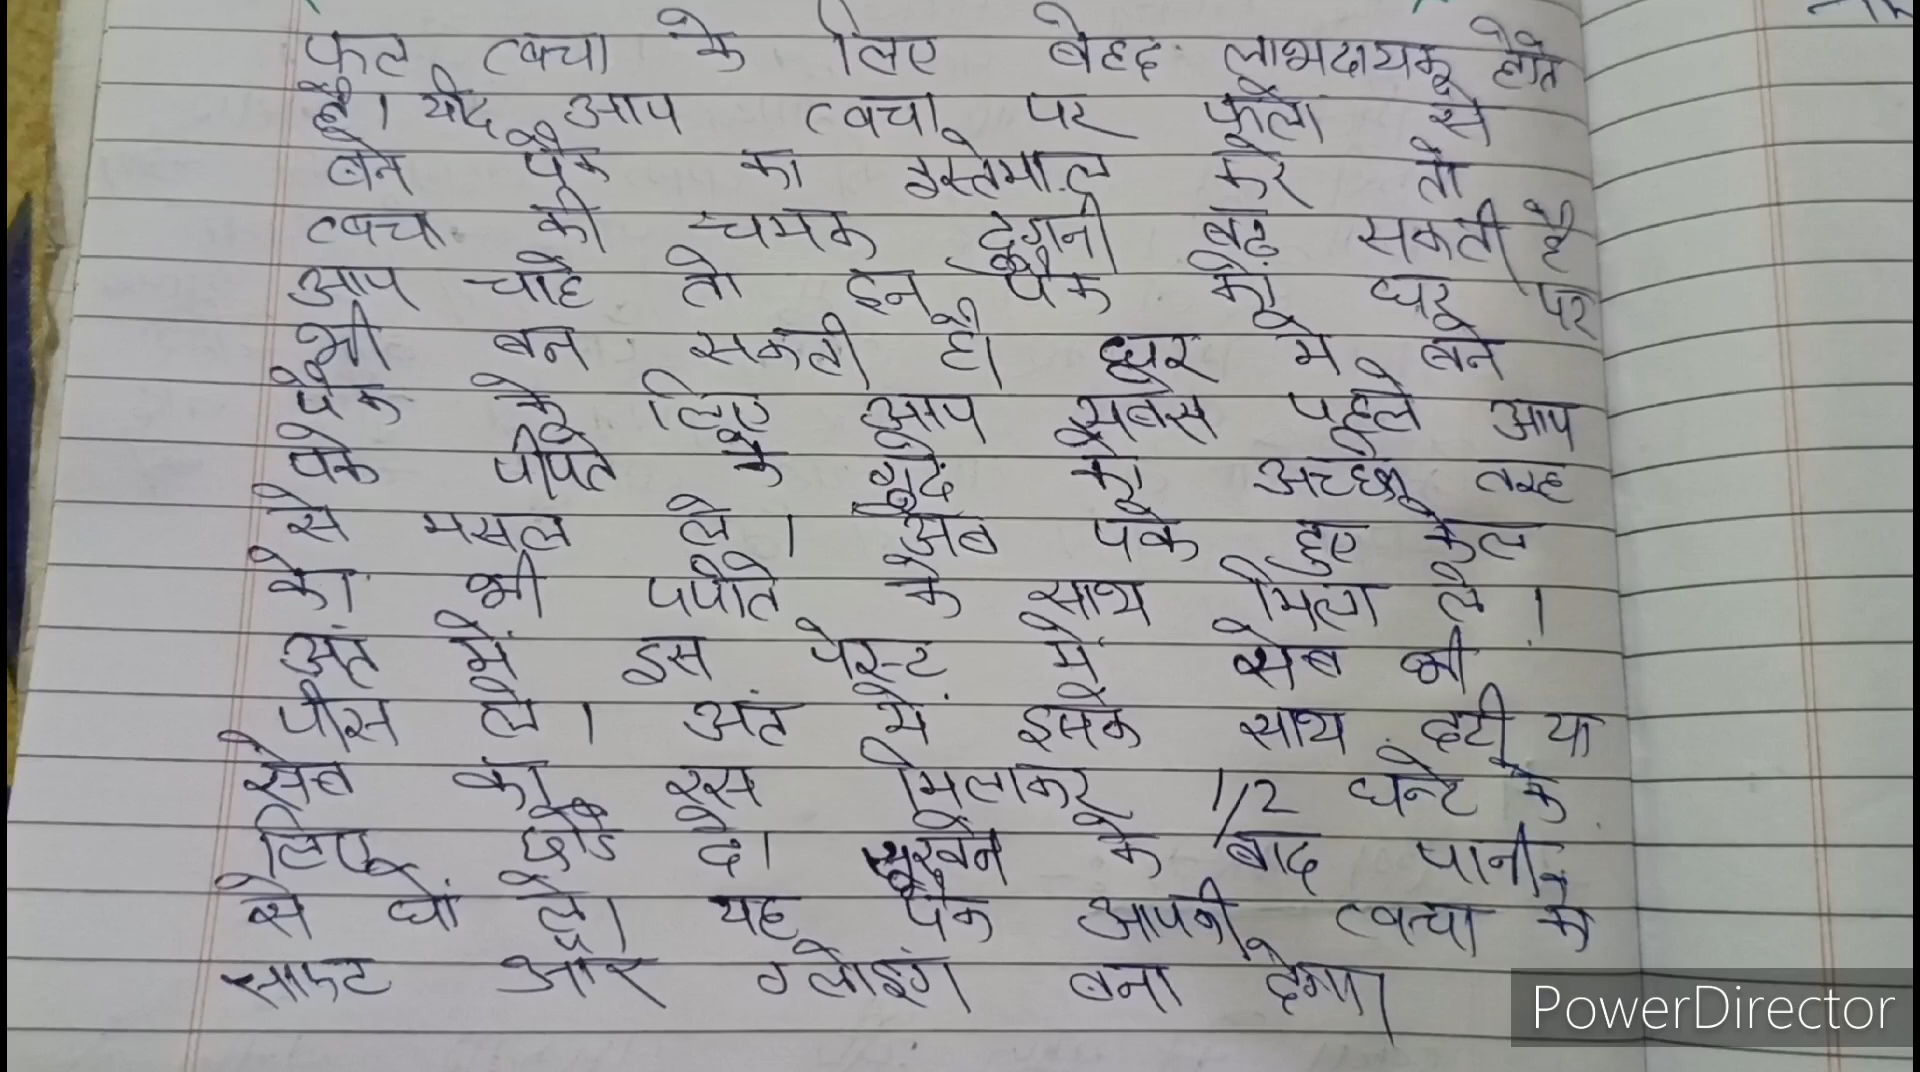 फल त्वचा के लिए बेहद लाभदायक होते
है। यदि आप त्वचा पर फूलो से
बने पैक का इस्तेमाल करे तो
त्वचा की चमक दुगुनी बढ़ सकती है
आप चाहे तो इन पैक को घर पर
भी बना सकती है। घर मे बने
पैक के लिए आप सबसे पहले आप
पके पपिते के गूदे को अच्छी तरह
से मसल ले। अब पके हुए केले
को भी पपीते के साथ मिला ले।
अंत में इस पेस्ट में सेब भी
पीस ले। अंत में इसके साथ दही या
सेब का रस मिलाकर 1/2 घन्टे के
लिए छोड दे। सूखने के बाद पानी
से धों ले। यह पैक आपकी त्वचा को
साफ्ट और ग्लोइंग बना देगा।
PowerDirector